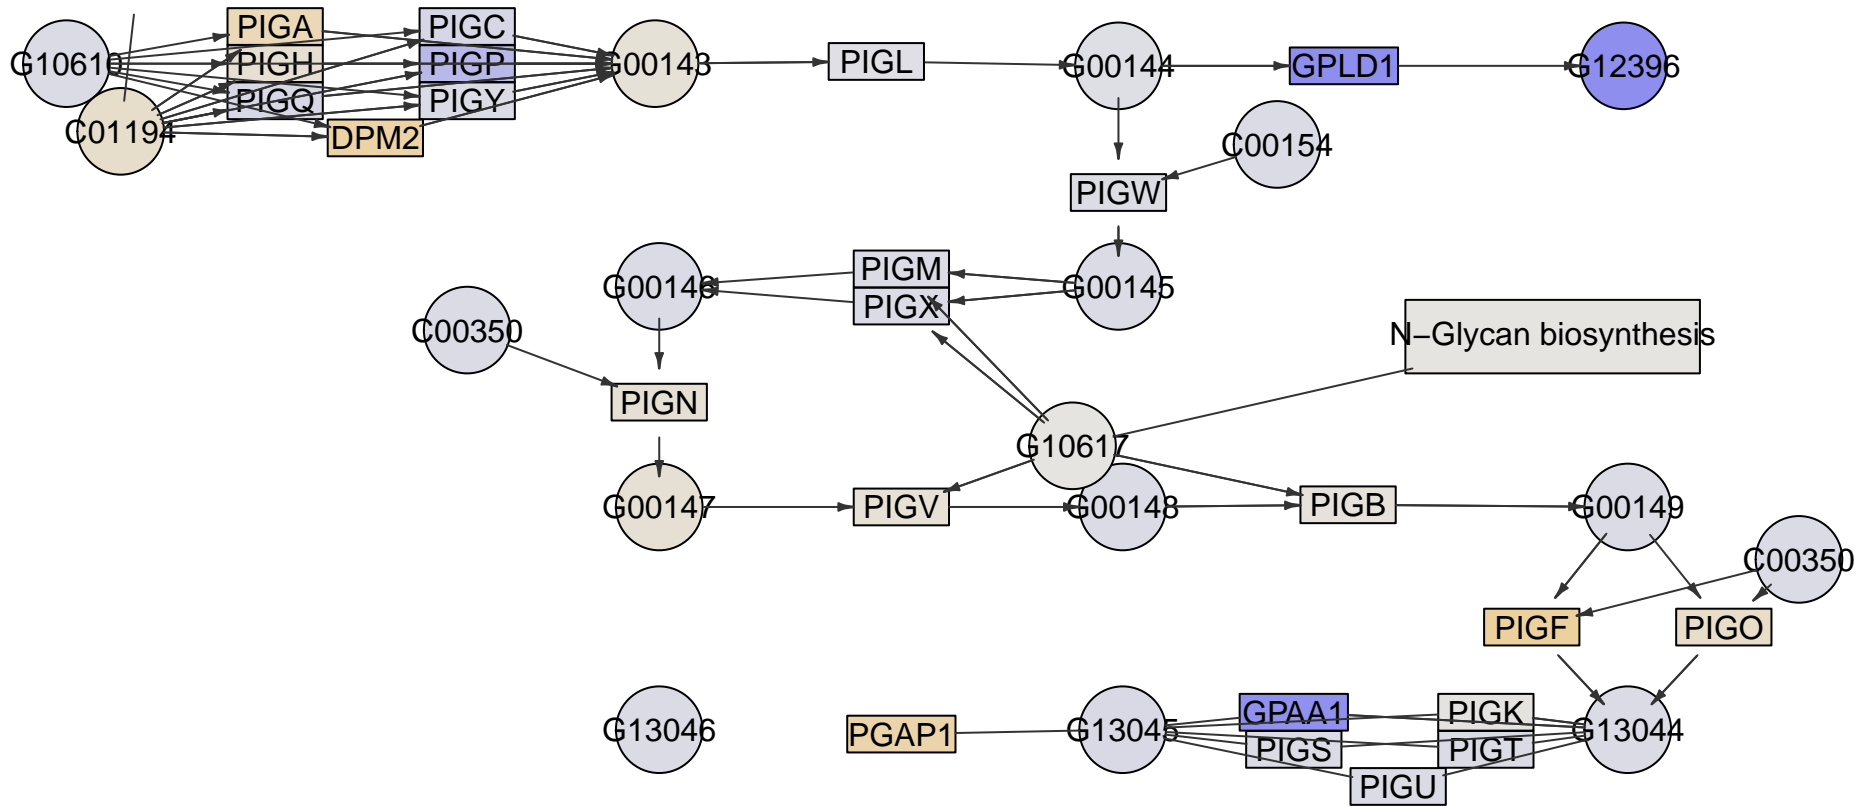 PIGA
PIGC
G10619
PIGH
PIGP
G00143
PIGL
G00144
GPLD1
G12396
PIGQ
PIGY
C01194
DPM2
C00154
PIGW
PIGM
G00146
G00145
PIGX
C00350
N−Glycan biosynthesis
PIGN
G10617
G00147
PIGV
G00148
PIGB
G00149
C00350
PIGF
PIGO
GPAA1
PIGK
G13046
PGAP1
G13045
G13044
PIGS
PIGT
PIGU